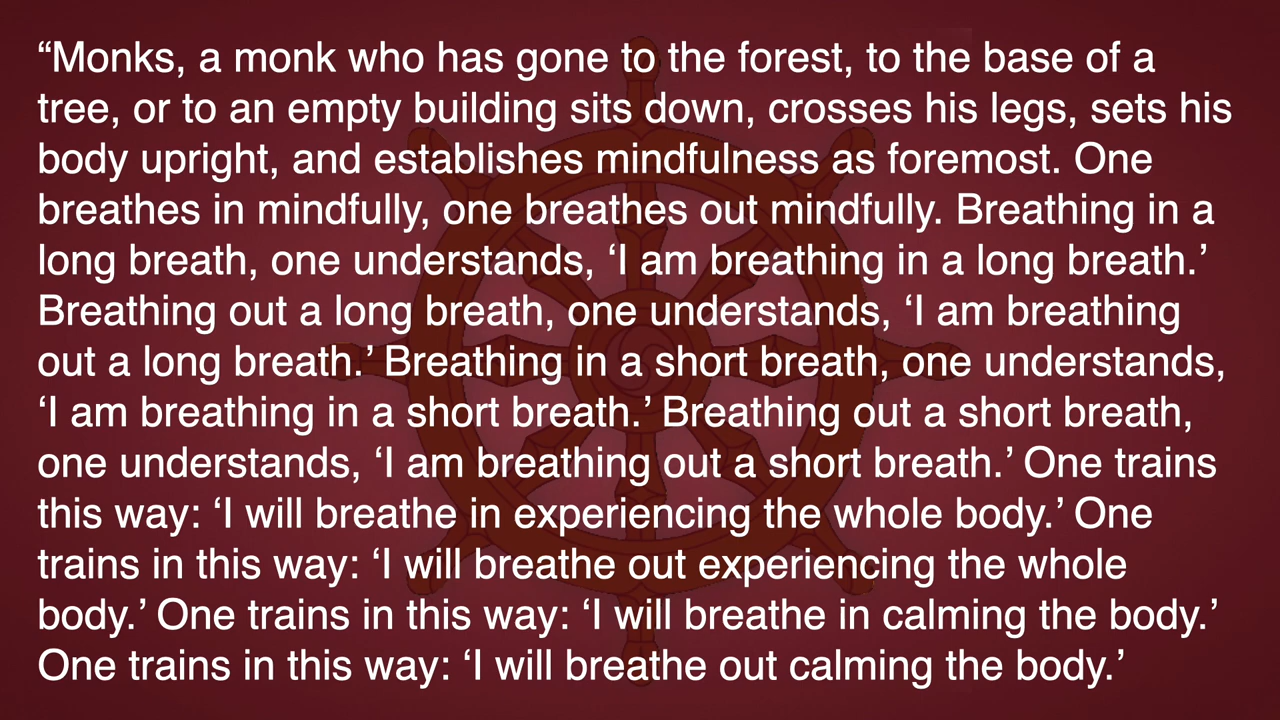 “Monks, a monk who has gone to the forest, to the base of a
tree, or to an empty building sits down, crosses his legs, sets his
body upright, and establishes mindfulness as foremost. One
breathes in mindfully, one breathes out mindfully. Breathing in a
long breath, one understands, ‘I am breathing in a long breath.’
Breathing out a long breath, one understands, ‘I am breathing
out a long breath.’ Breathing in a short breath, one understands,
‘I am breathing in a short breath.’ Breathing out a short breath,
one understands, ‘I am breathing out a short breath.’ One trains
this way: ‘I will breathe in experiencing the whole body.’ One
trains in this way: ‘I will breathe out experiencing the whole
body.’ One trains in this way: ‘I will breathe in calming the body.’
One trains in this way: ‘I will breathe out calming the body.’